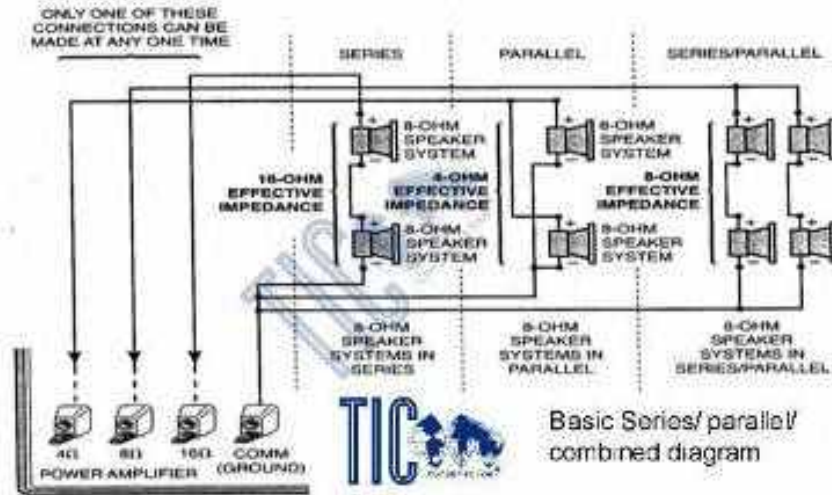 ONLY ONE OF THESE
CONNECTIONS CAN BE
MADE AT ANY ONE TIME
SERIES
PARALLEL
SERIES/PARALLEL
+
8-OHM
SPEAKER
SYSTEM
–
16-OHM
EFFECTIVE
IMPEDANCE
+
8-OHM
SPEAKER
SYSTEM
–
+
8-OHM
SPEAKER
SYSTEM
–
4-OHM
EFFECTIVE
IMPEDANCE
+
8-OHM
SPEAKER
SYSTEM
–
+
–
+
–
8-OHM
EFFECTIVE
IMPEDANCE
+
–
+
–
TIC
8-OHM
SPEAKER
SYSTEMS IN
SERIES
8-OHM
SPEAKER
SYSTEMS IN
PARALLEL
8-OHM
SPEAKER
SYSTEMS IN
SERIES/PARALLEL
4Ω
8Ω
16Ω
COMM
(GROUND)
POWER AMPLIFIER
TIC
Basic Series/ parallel/
combined diagram